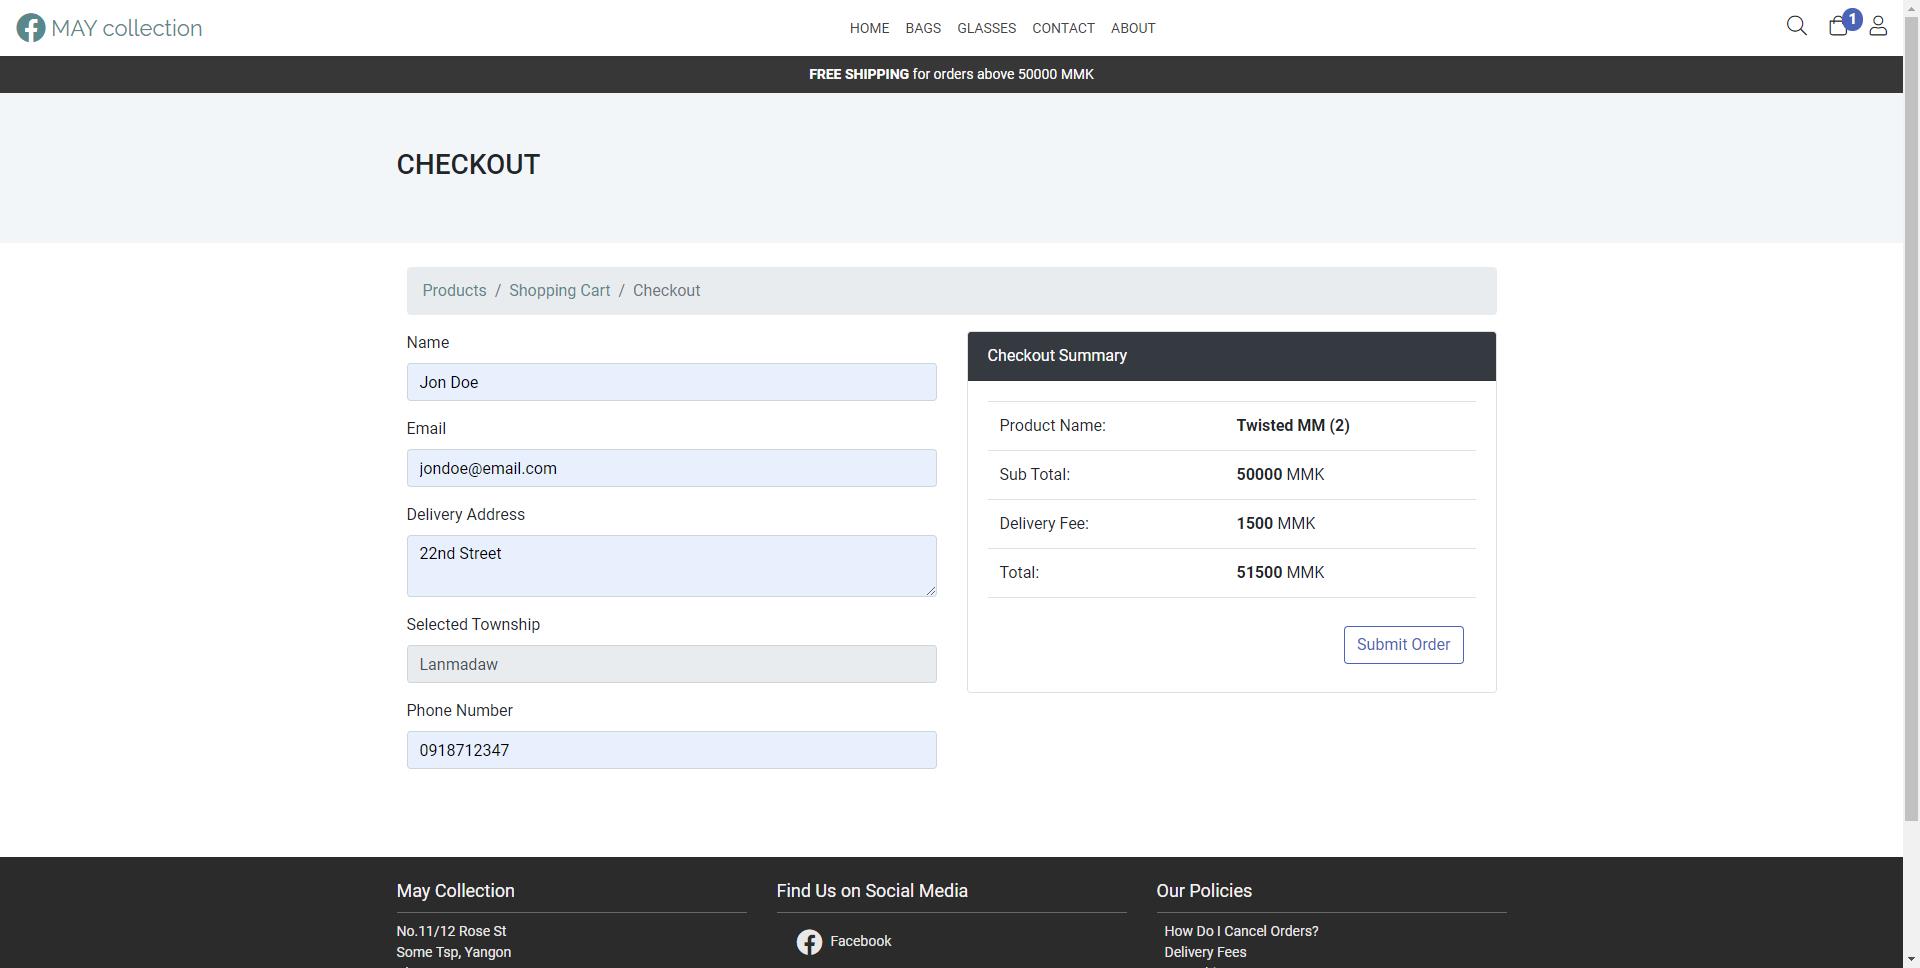 MAY collection
HOME BAGS GLASSES CONTACT ABOUT
1
FREE SHIPPING for orders above 50000 MMK
CHECKOUT
Products / Shopping Cart / Checkout
Name
Jon Doe
Email
jondoe@email.com
Delivery Address
22nd Street
Selected Township
Lanmadaw
Phone Number
0918712347
Checkout Summary
Product Name: Twisted MM (2)
Sub Total: 50000 MMK
Delivery Fee: 1500 MMK
Total: 51500 MMK
Submit Order
May Collection
No.11/12 Rose St
Some Tsp, Yangon
Find Us on Social Media
Facebook
Our Policies
How Do I Cancel Orders?
Delivery Fees